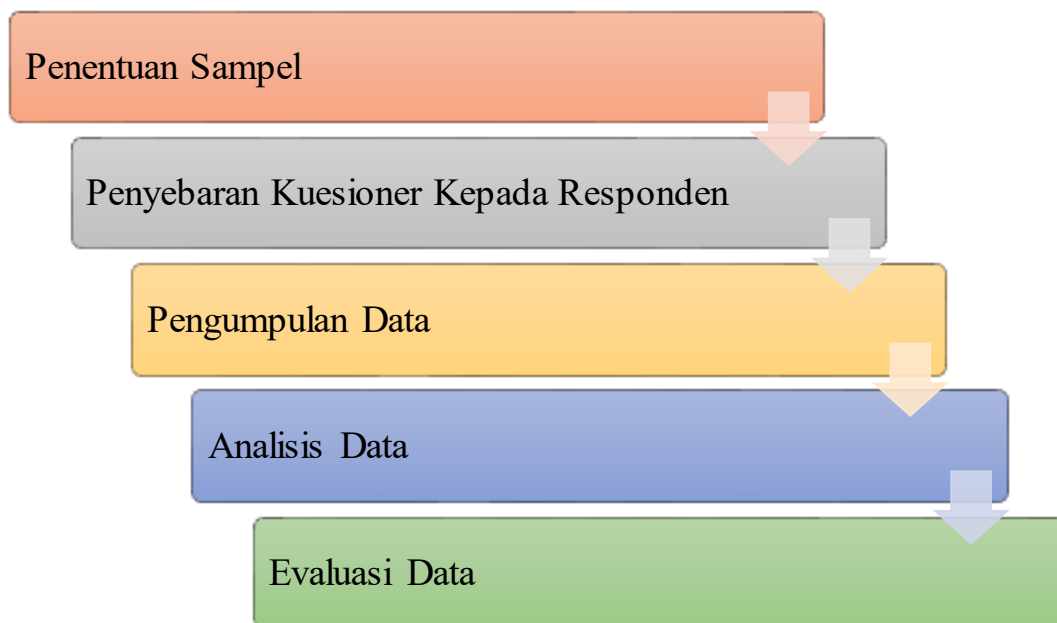 Penentuan Sampel
Penyebaran Kuesioner Kepada Responden
Pengumpulan Data
Analisis Data
Evaluasi Data